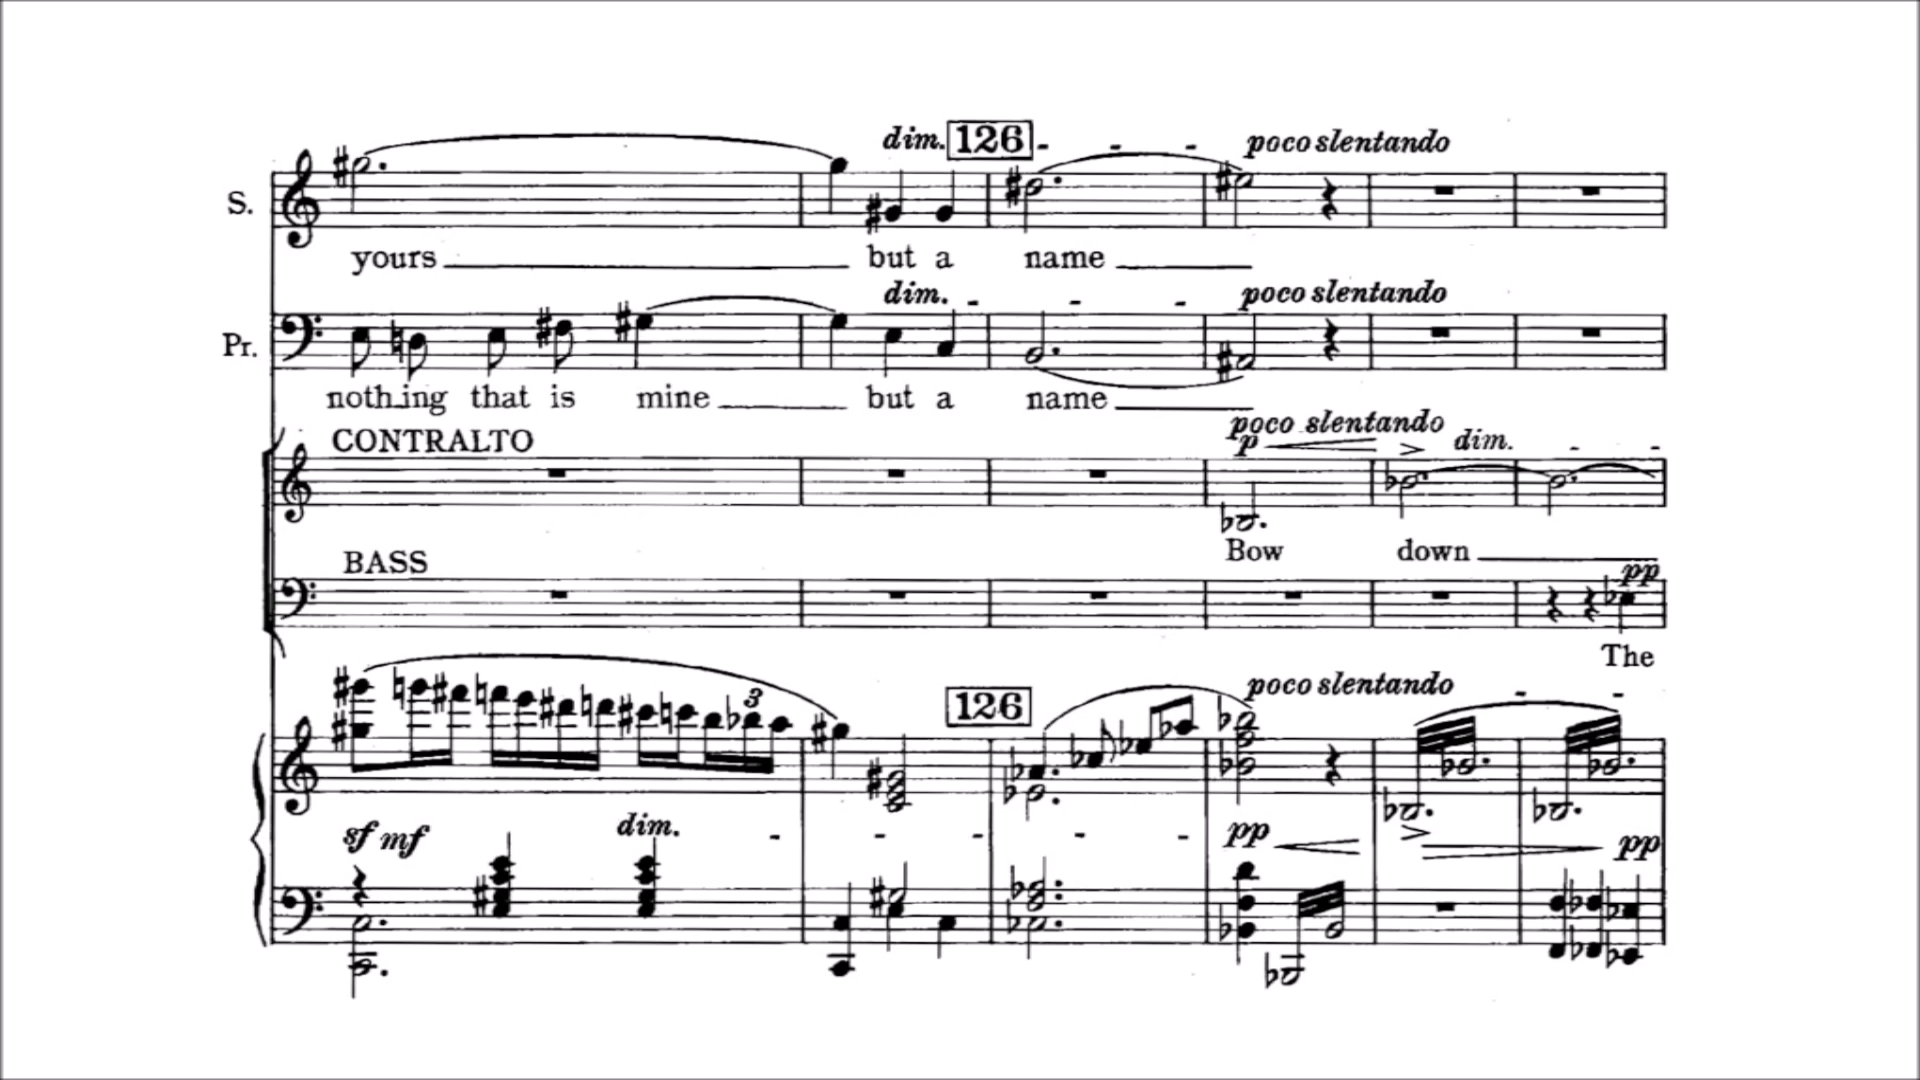 dim. 126 poco slentando
S.
yours but a name
dim. poco slentando
Pr.
nothing that is mine but a name
poco slentando
CONTRALTO p dim.
Bow down
BASS pp
The
126 poco slentando
3
sf mf dim. pp pp